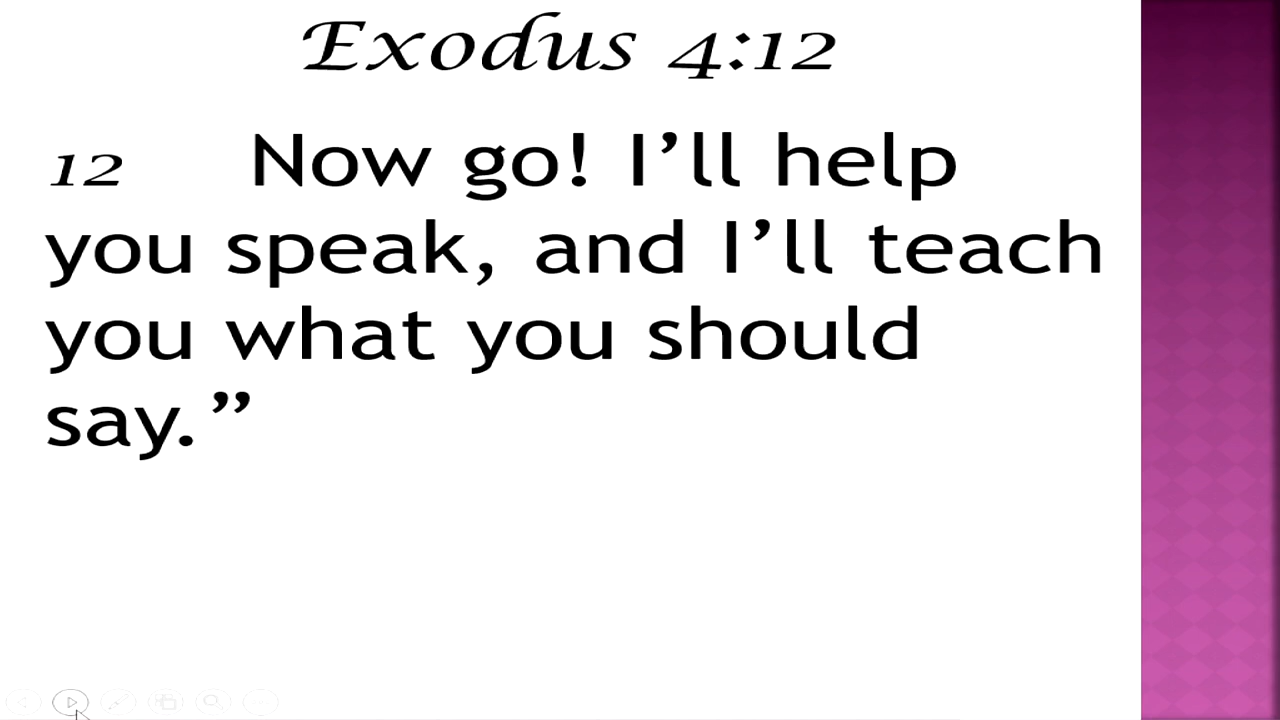 Exodus 4:12
12 Now go! I’ll help
you speak, and I’ll teach
you what you should
say.”